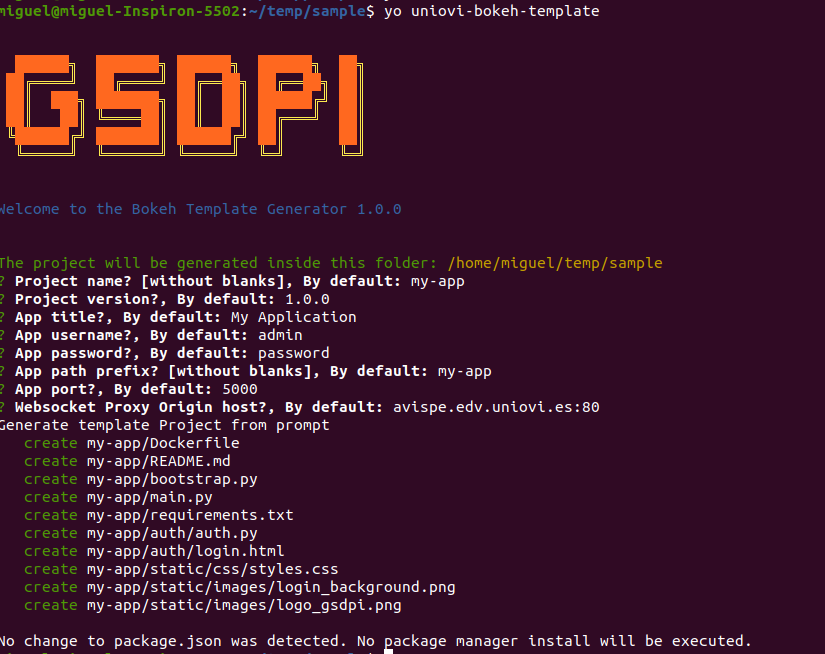 miguel@miguel-Inspiron-5502:~/temp/sample$ yo uniovi-bokeh-template
GSDPI
Welcome to the Bokeh Template Generator 1.0.0
The project will be generated inside this folder: /home/miguel/temp/sample
? Project name? [without blanks], By default: my-app
? Project version?, By default: 1.0.0
? App title?, By default: My Application
? App username?, By default: admin
? App password?, By default: password
? App path prefix? [without blanks], By default: my-app
? App port?, By default: 5000
? Websocket Proxy Origin host?, By default: avispe.edv.uniovi.es:80
Generate template Project from prompt
create my-app/Dockerfile
create my-app/README.md
create my-app/bootstrap.py
create my-app/main.py
create my-app/requirements.txt
create my-app/auth/auth.py
create my-app/auth/login.html
create my-app/static/css/styles.css
create my-app/static/images/login_background.png
create my-app/static/images/logo_gsdpi.png
No change to package.json was detected. No package manager install will be executed.